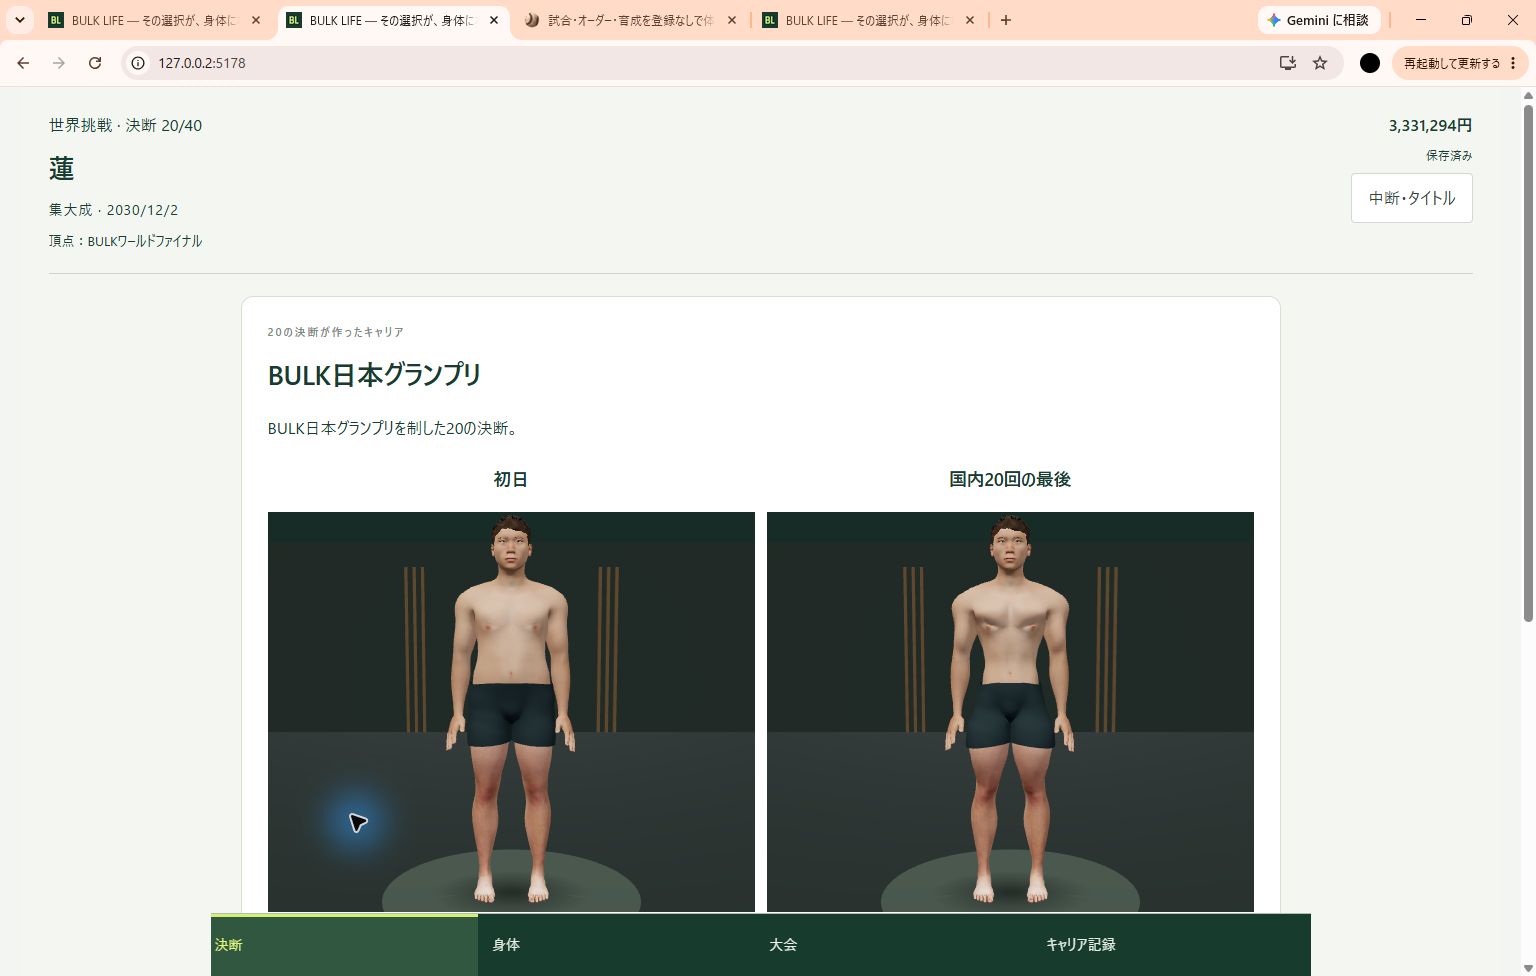 BL BULK LIFE — その選択が、身体に
BL BULK LIFE — その選択が、身体に
試合・オーダー・育成を登録なしで体
BL BULK LIFE — その選択が、身体に
Gemini に相談
127.0.0.2:5178
再起動して更新する
世界挑戦 · 決断 20/40
3,331,294円
保存済み
蓮
中断・タイトル
集大成 · 2030/12/2
頂点：BULKワールドファイナル
20の決断が作ったキャリア
BULK日本グランプリ
BULK日本グランプリを制した20の決断。
初日
国内20回の最後
決断
身体
大会
キャリア記録